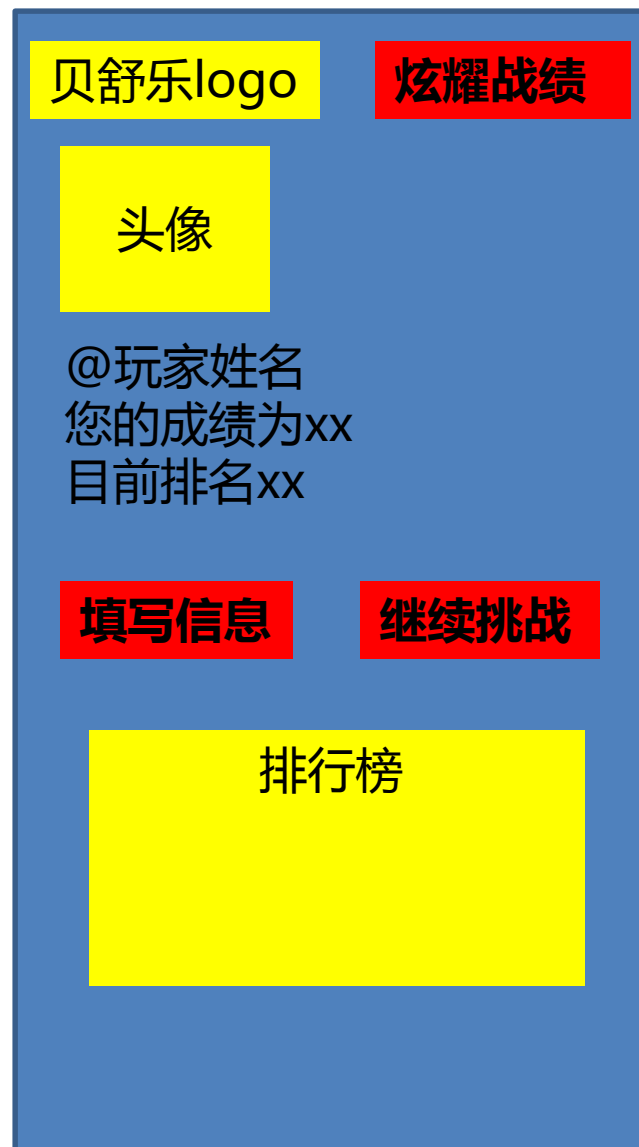 贝舒乐logo
炫耀战绩
头像
@玩家姓名
您的成绩为xx
目前排名xx
填写信息
继续挑战
排行榜